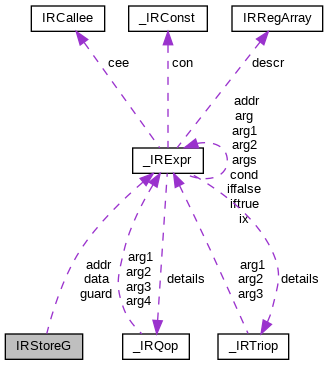 IRCallee
_IRConst
IRRegArray
cee
con
descr
_IRExpr
addr
arg
arg1
arg2
args
cond
iffalse
iftrue
ix
addr
data
guard
arg1
arg2
arg3
arg4
details
arg1
arg2
arg3
details
IRStoreG
_IRQop
_IRTriop